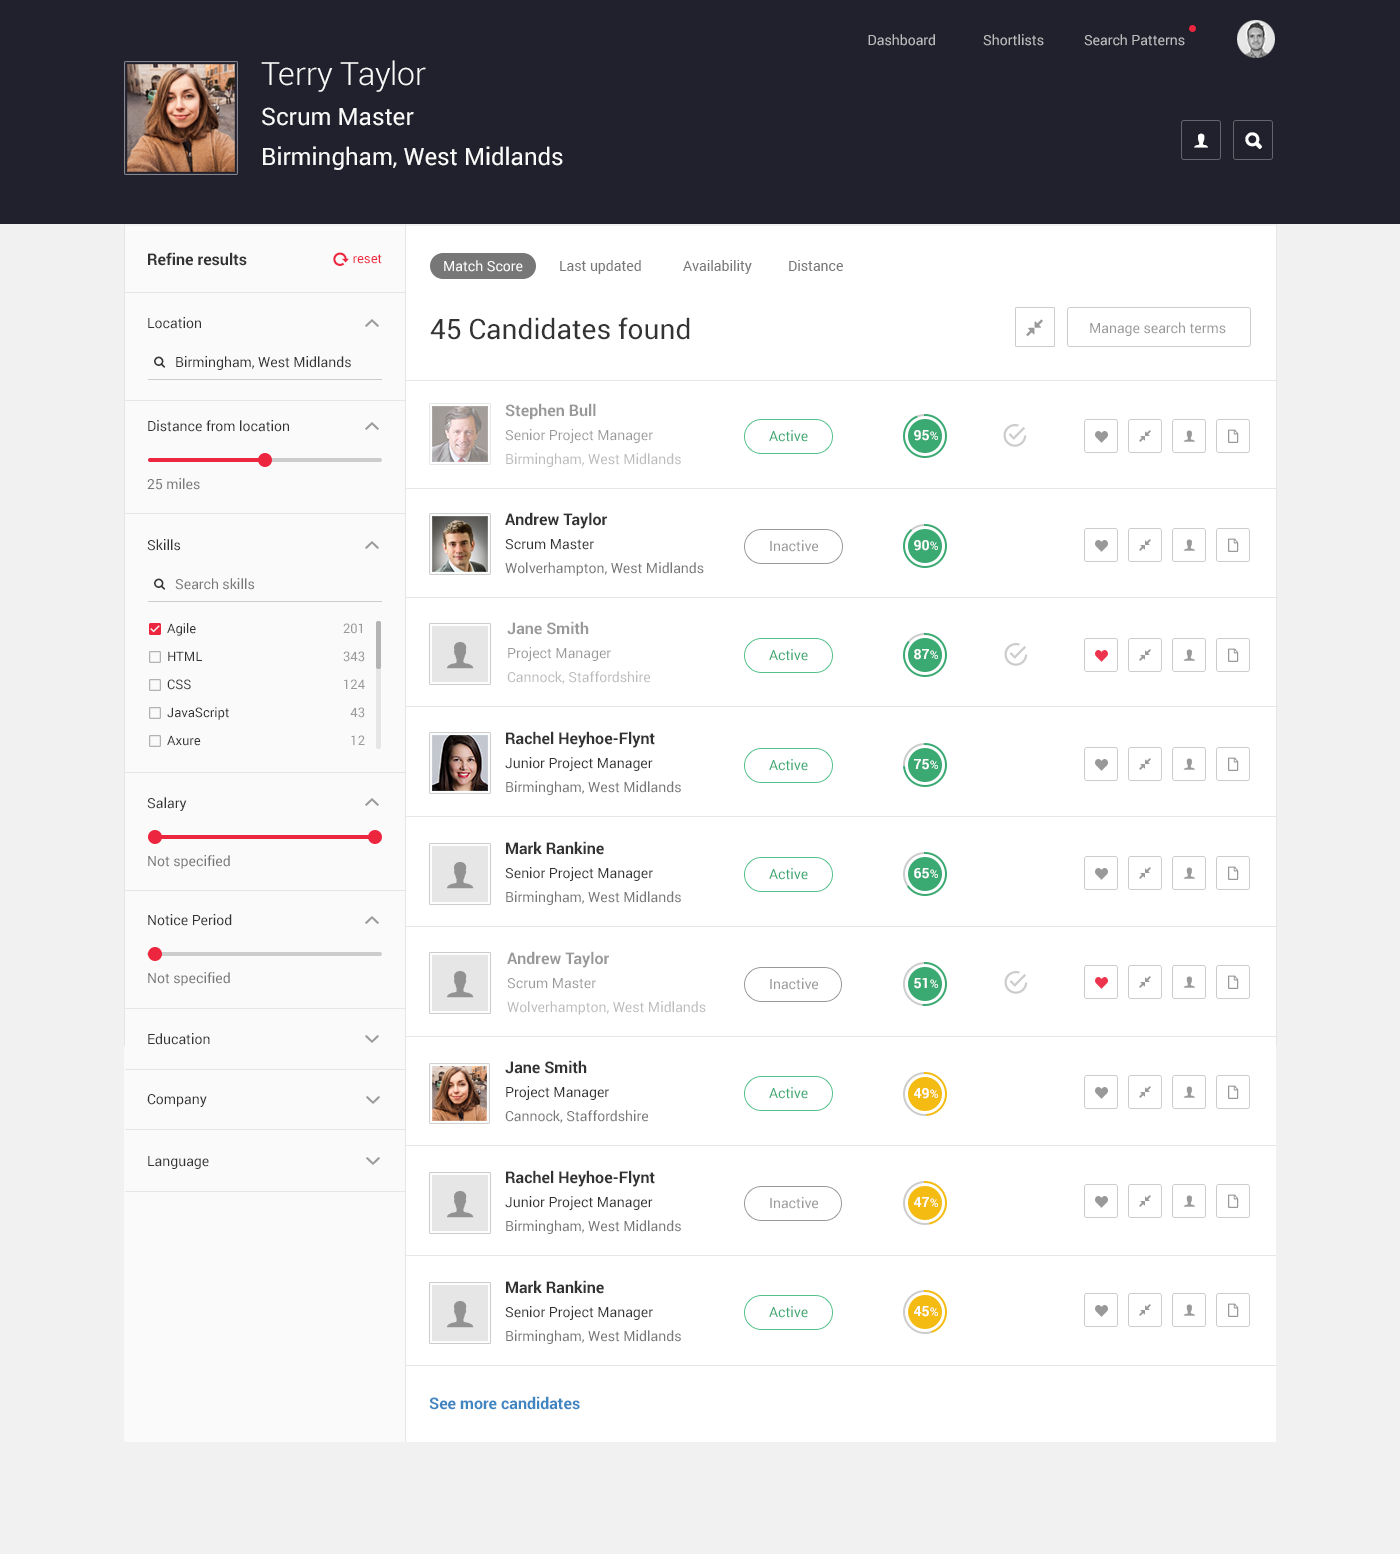 Dashboard
Shortlists
Search Patterns
Terry Taylor
Scrum Master
Birmingham, West Midlands
Refine results
reset
Location
Birmingham, West Midlands
Distance from location
25 miles
Skills
Search skills
Agile 201
HTML 343
CSS 124
JavaScript 43
Axure 12
Salary
Not specified
Notice Period
Not specified
Education
Company
Language
Match Score
Last updated
Availability
Distance
45 Candidates found
Manage search terms
Stephen Bull
Senior Project Manager
Birmingham, West Midlands
Active
95%
Andrew Taylor
Scrum Master
Wolverhampton, West Midlands
Inactive
90%
Jane Smith
Project Manager
Cannock, Staffordshire
Active
87%
Rachel Heyhoe-Flynt
Junior Project Manager
Birmingham, West Midlands
Active
75%
Mark Rankine
Senior Project Manager
Birmingham, West Midlands
Active
65%
Andrew Taylor
Scrum Master
Wolverhampton, West Midlands
Inactive
51%
Jane Smith
Project Manager
Cannock, Staffordshire
Active
49%
Rachel Heyhoe-Flynt
Junior Project Manager
Birmingham, West Midlands
Inactive
47%
Mark Rankine
Senior Project Manager
Birmingham, West Midlands
Active
45%
See more candidates